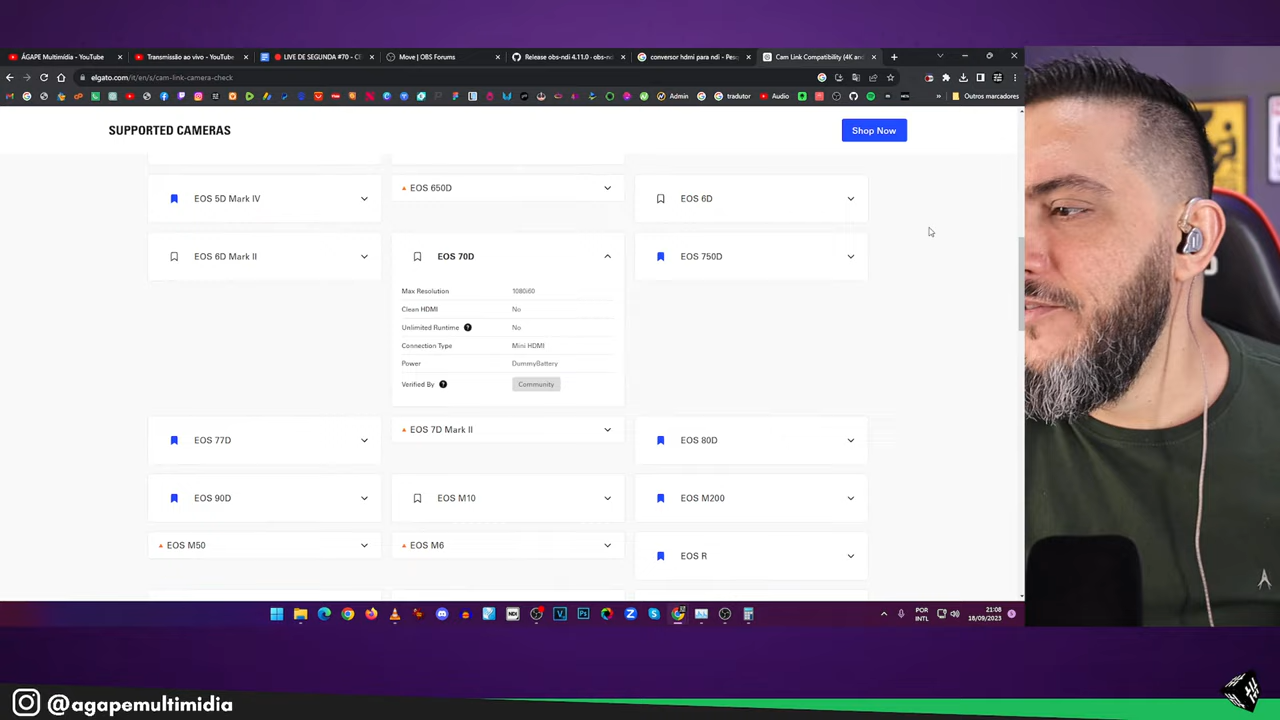 ÁGAPE Multimídia - YouTube
Transmissão ao vivo - YouTube
LIVE DE SEGUNDA #70 - C
Move | OBS Forums
Release obs-ndi 4.11.0 · obs-nd
conversor hdmi para ndi - Pesq
Cam Link Compatibility (4K and
elgato.com/it/en/s/cam-link-camera-check
Admin
tradutor
Audio
Outros marcadores
SUPPORTED CAMERAS
Shop Now
EOS 5D Mark IV
EOS 650D
EOS 6D
EOS 6D Mark II
EOS 70D
EOS 750D
Max Resolution 1080i60
Clean HDMI No
Unlimited Runtime ? No
Connection Type Mini HDMI
Power DummyBattery
Verified By ? Community
EOS 77D
EOS 7D Mark II
EOS 80D
EOS 90D
EOS M10
EOS M200
EOS M50
EOS M6
EOS R
POR
INTL
21:08
18/09/2023
@agapemultimidia